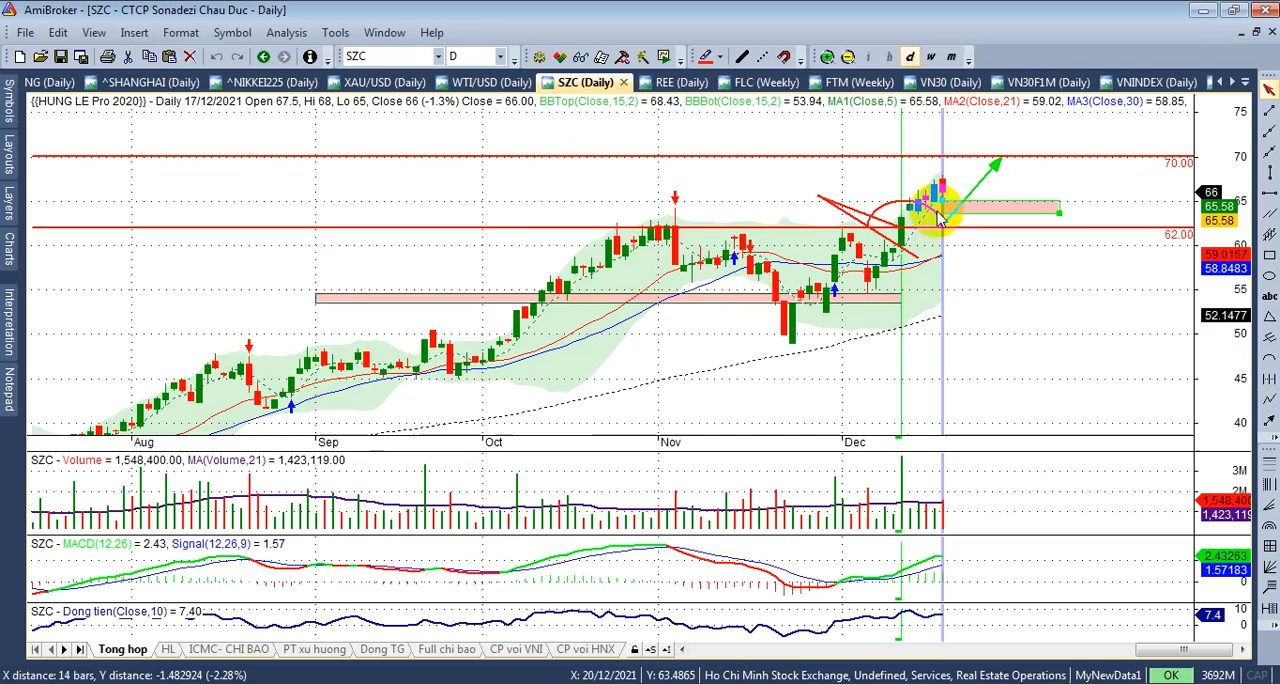 AmiBroker - [SZC - CTCP Sonadezi Chau Duc - Daily]
File Edit View Insert Format Symbol Analysis Tools Window Help
SZC D d w m
NG (Daily) ^SHANGHAI (Daily) ^NIKKEI225 (Daily) XAU/USD (Daily) WTI/USD (Daily) SZC (Daily) REE (Daily) FLC (Weekly) FTM (Weekly) VN30 (Daily) VN30F1M (Daily) VNINDEX (Daily)
{{HUNG LE Pro 2020}} - Daily 17/12/2021 Open 67.5, Hi 68, Lo 65, Close 66 (-1.3%) Close = 66.00, BBTop(Close,15,2) = 68.43, BBBot(Close,15,2) = 53.94, MA1(Close,5) = 65.58, MA2(Close,21) = 59.02, MA3(Close,30) = 58.85,
Symbols
Layouts
Layers
Charts
Interpretation
Notepad
abc
75
70
70.00
66
65
65.58
65.58
62.00
60
59.0167
58.8483
55
52.1477
50
45
40
Aug Sep Oct Nov Dec
SZC - Volume = 1,548,400.00, MA(Volume,21) = 1,423,119.00
3M
2M
1,548,400
1,423,119
SZC - MACD(12,26) = 2.43, Signal(12,26,9) = 1.57
2.43263
1.57183
0
SZC - Dong tien(Close,10) = 7.40
10
7.4
0
Tong hop HL ICMC- CHI BAO PT xu huong Dong TG Full chi bao CP voi VNI CP voi HNX S I
X distance: 14 bars, Y distance: -1.482924 (-2.28%) X: 20/12/2021 Y: 63.4865 Ho Chi Minh Stock Exchange, Undefined, Services, Real Estate Operations MyNewData1 OK 3692M CAP